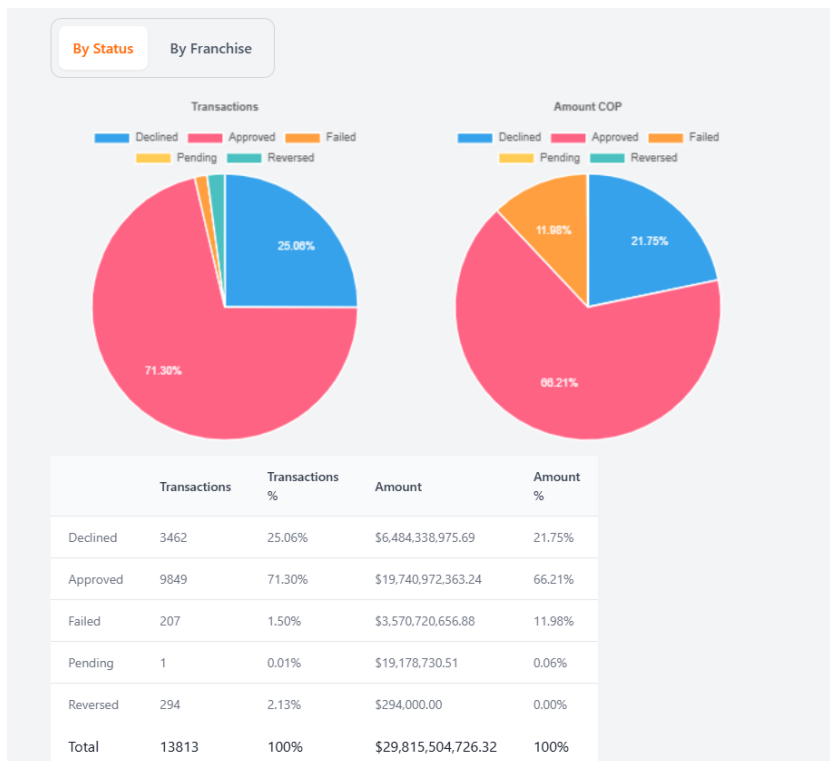 By Status By Franchise
Transactions Amount COP
Declined Approved Failed Declined Approved Failed
Pending Reversed Pending Reversed
11.98%
25.06% 21.75%
71.30%
66.21%
Transactions Transactions % Amount Amount %
Declined 3462 25.06% $6,484,338,975.69 21.75%
Approved 9849 71.30% $19,740,972,363.24 66.21%
Failed 207 1.50% $3,570,720,656.88 11.98%
Pending 1 0.01% $19,178,730.51 0.06%
Reversed 294 2.13% $294,000.00 0.00%
Total 13813 100% $29,815,504,726.32 100%